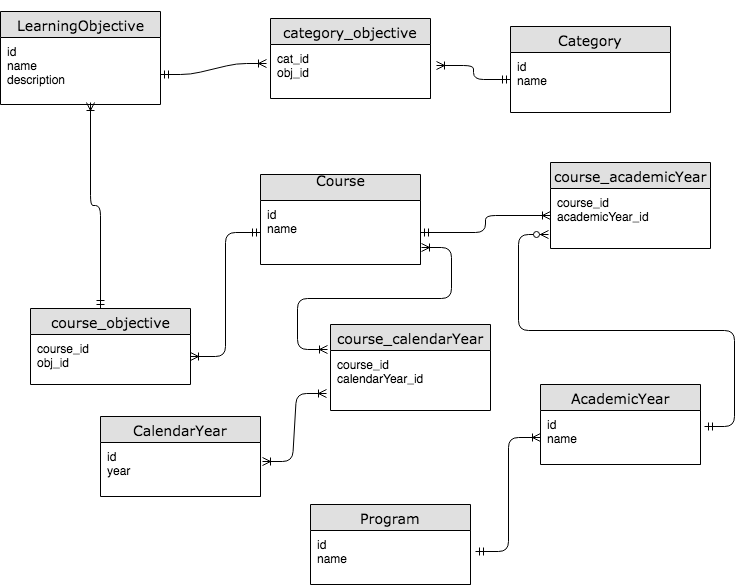 LearningObjective
id
name
description
category_objective
cat_id
obj_id
Category
id
name
Course
id
name
course_academicYear
course_id
academicYear_id
course_objective
course_id
obj_id
course_calendarYear
course_id
calendarYear_id
CalendarYear
id
year
AcademicYear
id
name
Program
id
name